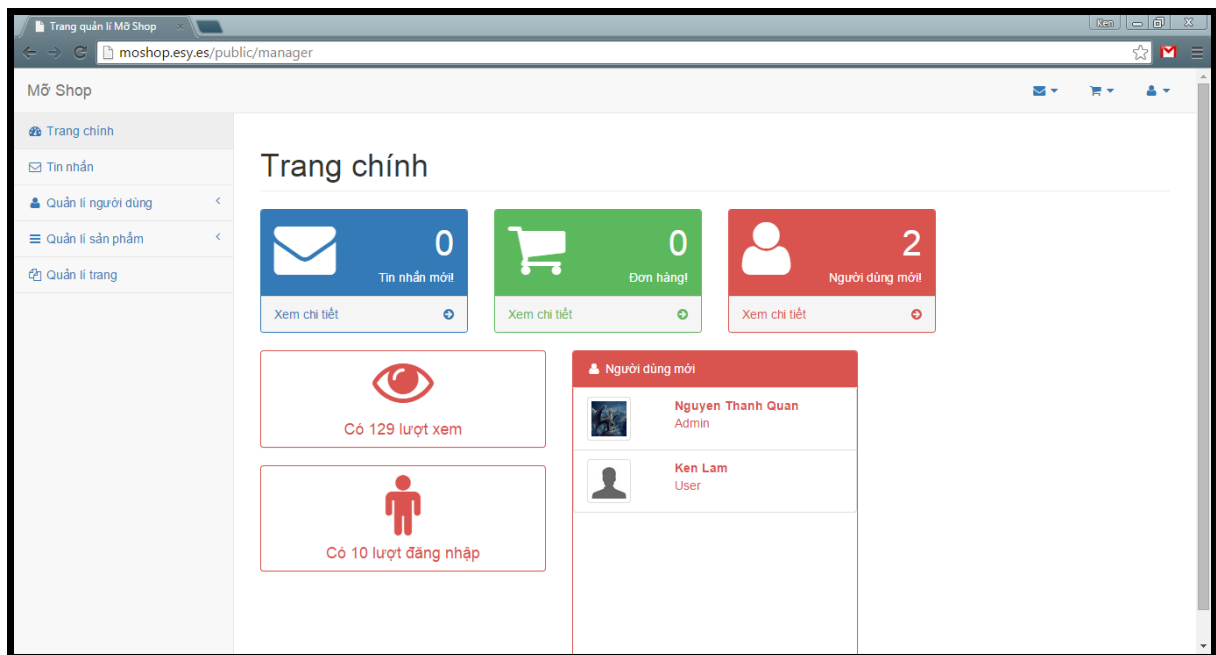 Trang quản lí Mỡ Shop
Ken
moshop.esy.es/public/manager
Mỡ Shop
Trang chính
Tin nhắn
Quản lí người dùng
Quản lí sản phẩm
Quản lí trang
Trang chính
0
Tin nhắn mới!
Xem chi tiết
0
Đơn hàng!
Xem chi tiết
2
Người dùng mới!
Xem chi tiết
Có 129 lượt xem
Có 10 lượt đăng nhập
Người dùng mới
Nguyen Thanh Quan
Admin
Ken Lam
User